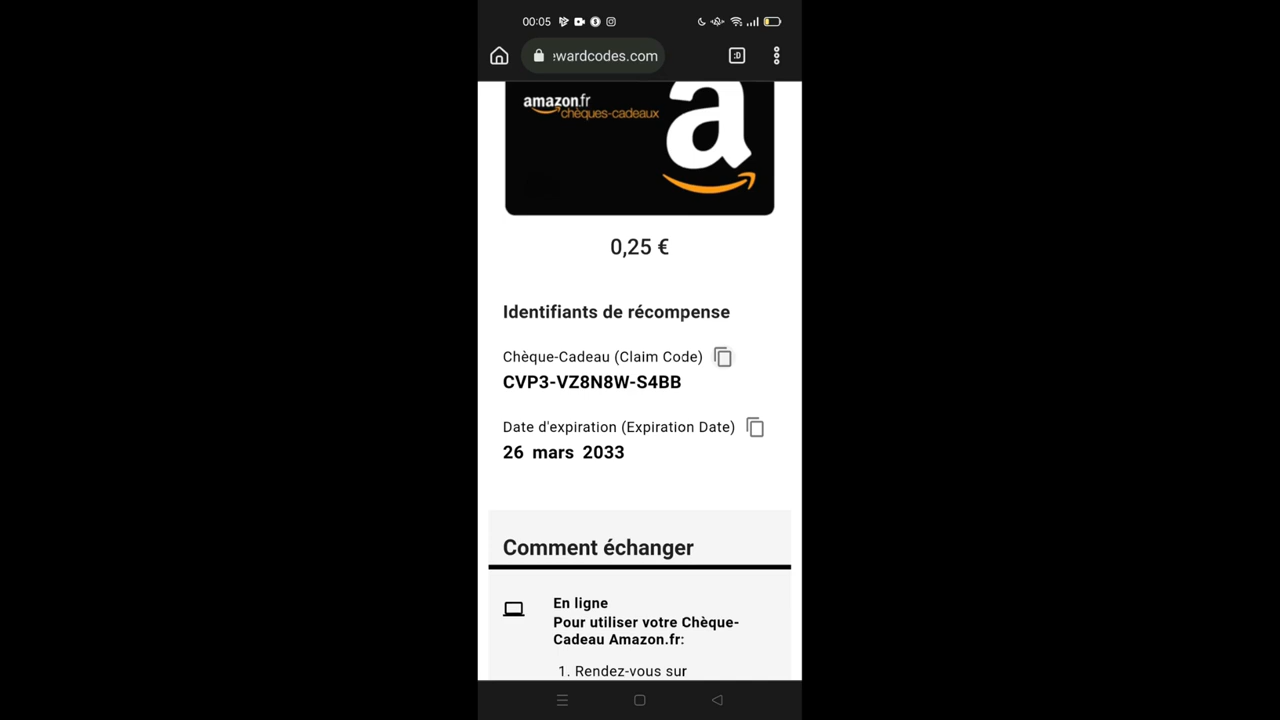 00:05
ewardcodes.com
:D
amazon.fr
chèques-cadeaux
a
0,25 €
Identifiants de récompense
Chèque-Cadeau (Claim Code)
CVP3-VZ8N8W-S4BB
Date d'expiration (Expiration Date)
26 mars 2033
Comment échanger
En ligne
Pour utiliser votre Chèque-
Cadeau Amazon.fr:
1. Rendez-vous sur